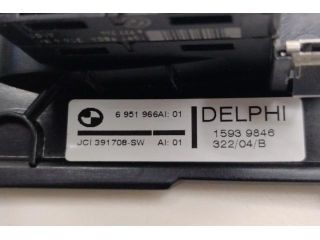 6 951 966AI: 01
JCI 391708-SW AI: 01
DELPHI
1593 9846
322/04/B